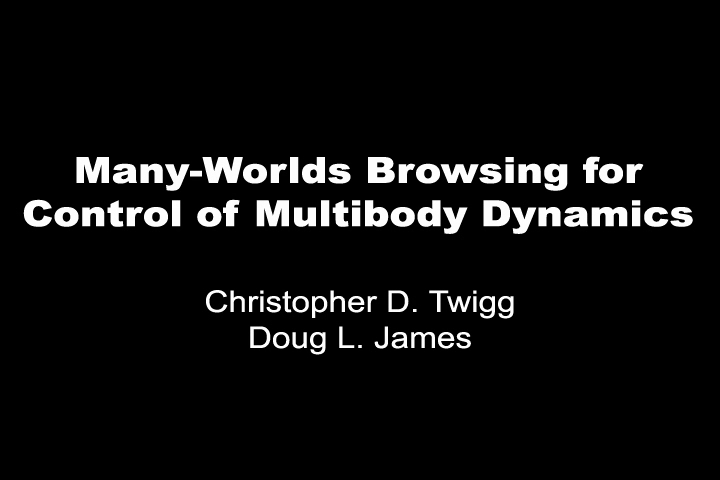 Many-Worlds Browsing for
Control of Multibody Dynamics
Christopher D. Twigg
Doug L. James